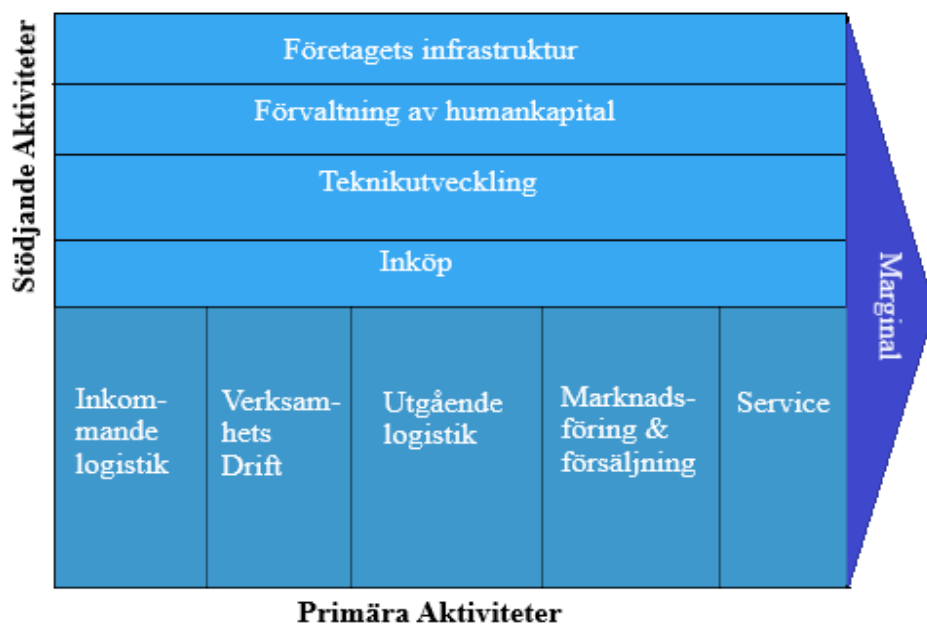 Stödjande Aktiviteter
Företagets infrastruktur
Förvaltning av humankapital
Teknikutveckling
Inköp
Marginal
Inkom-
mande
logistik
Verksam-
hets
Drift
Utgående
logistik
Marknads-
föring &
försäljning
Service
Primära Aktiviteter